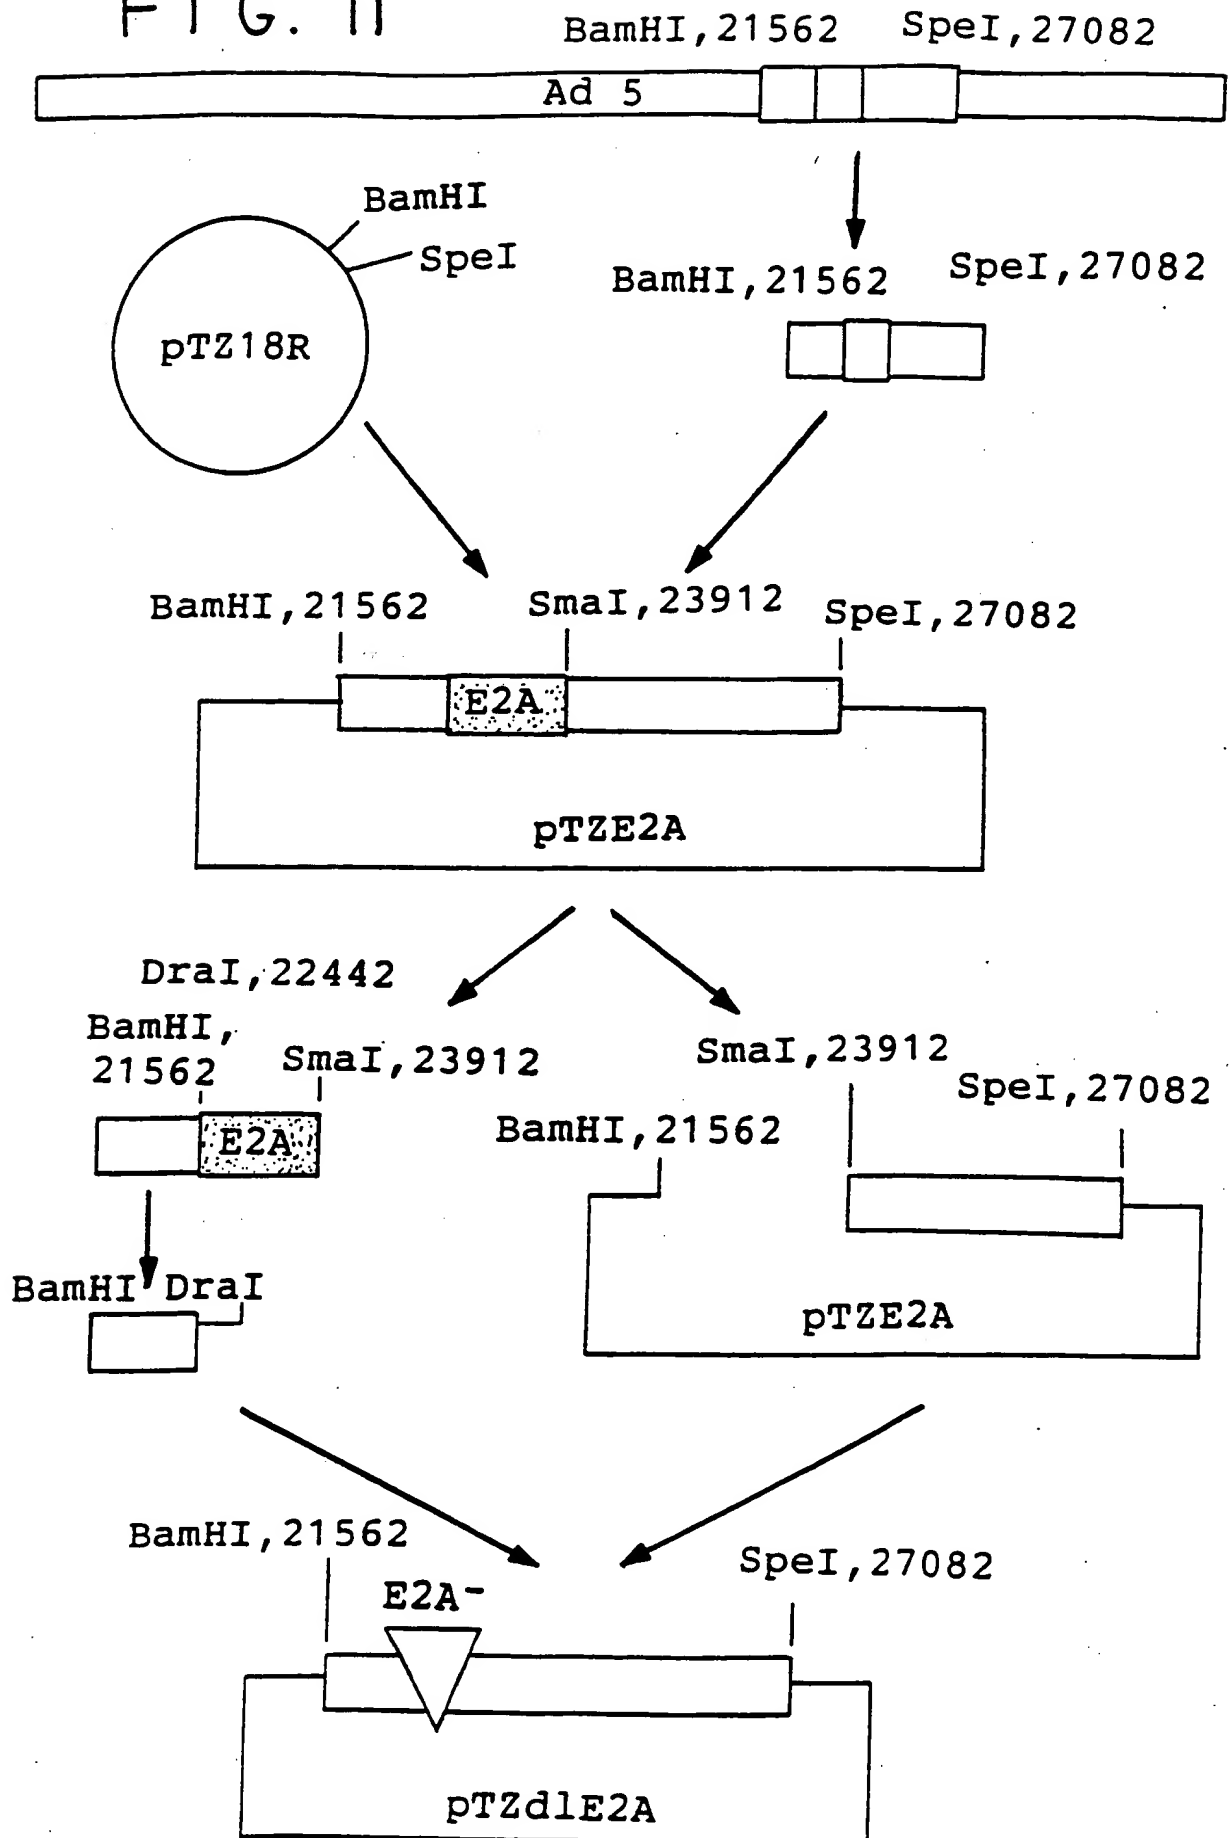 FIG. 11
BamHI,21562 SpeI,27082
Ad 5
BamHI
SpeI
pTZ18R
BamHI,21562 SpeI,27082
BamHI,21562 SmaI,23912 SpeI,27082
E2A
pTZE2A
DraI,22442
BamHI,
21562 SmaI,23912
E2A
SmaI,23912
SpeI,27082
BamHI,21562
BamHI DraI
pTZE2A
BamHI,21562 SpeI,27082
E2A-
pTZdlE2A